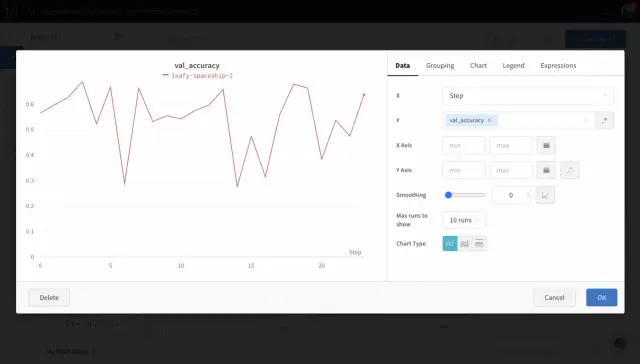 val_accuracy
leafy-spaceship-2
0.6
0.5
0.4
0.3
0.2
0.1
0
0
5
10
15
20
Step
Data Grouping Chart Legend Expressions
X Step
Y val_accuracy × .*
X Axis min max
Y Axis min max
Smoothing 0
Max runs to
show
10 runs
Chart Type
Delete Cancel OK